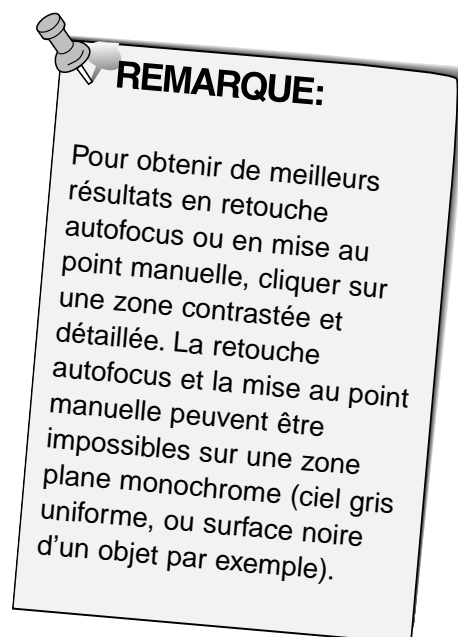 REMARQUE:
Pour obtenir de meilleurs
résultats en retouche
autofocus ou en mise au
point manuelle, cliquer sur
une zone contrastée et
détaillée. La retouche
autofocus et la mise au point
manuelle peuvent être
impossibles sur une zone
plane monochrome (ciel gris
uniforme, ou surface noire
d'un objet par exemple).